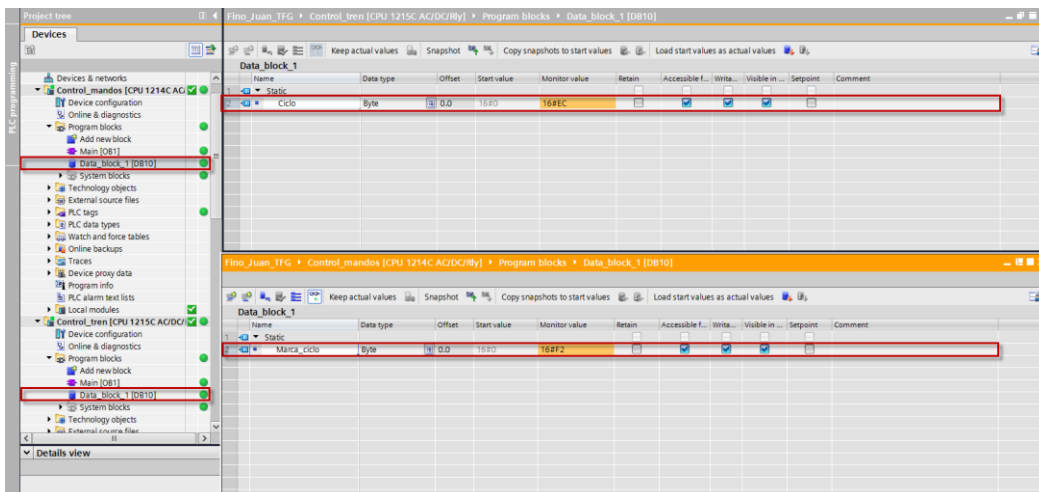 Project tree
Fino_Juan_TFG Control_tren [CPU 1215C AC/DC/Rly] Program blocks Data_block_1 [DB10]
Devices
Keep actual values Snapshot Copy snapshots to start values Load start values as actual values
Data_block_1
Name Data type Offset Start value Monitor value Retain Accessible f... Writa... Visible in ... Setpoint Comment
1 Static
2 Ciclo Byte 0.0 16#0 16#EC
PLC programming
Devices & networks
Control_mandos [CPU 1214C AC/
Device configuration
Online & diagnostics
Program blocks
Add new block
Main [OB1]
Data_block_1 [DB10]
System blocks
Technology objects
External source files
PLC tags
PLC data types
Watch and force tables
Online backups
Traces
Device proxy data
Program info
PLC alarm text lists
Local modules
Control_tren [CPU 1215C AC/DC/
Device configuration
Online & diagnostics
Program blocks
Add new block
Main [OB1]
Data_block_1 [DB10]
System blocks
Technology objects
External source files
Details view
Fino_Juan_TFG Control_mandos [CPU 1214C AC/DC/Rly] Program blocks Data_block_1 [DB10]
Keep actual values Snapshot Copy snapshots to start values Load start values as actual values
Data_block_1
Name Data type Offset Start value Monitor value Retain Accessible f... Writa... Visible in ... Setpoint Comment
1 Static
2 Marca_ciclo Byte 0.0 16#0 16#F2